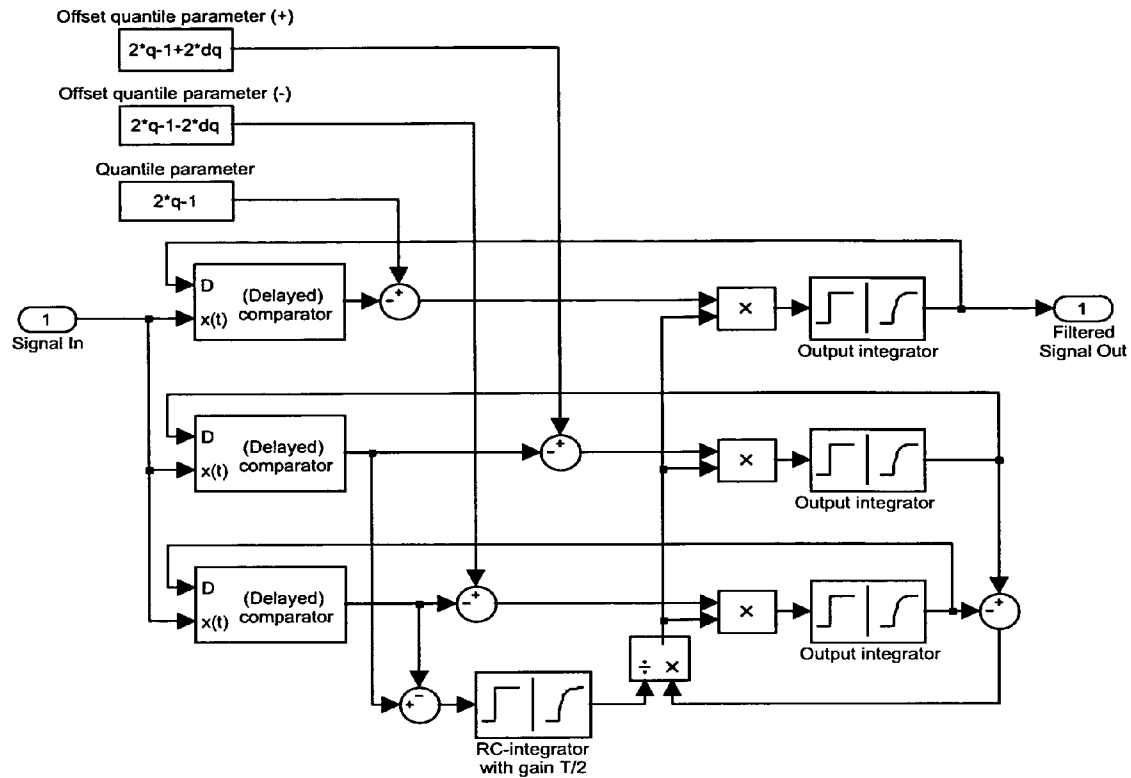 Offset quantile parameter (+)
2*q-1+2*dq
Offset quantile parameter (-)
2*q-1-2*dq
Quantile parameter
2*q-1
D
(Delayed)
x(t)
comparator
- +
×
1
Signal In
Output integrator
1
Filtered
Signal Out
D
(Delayed)
x(t)
comparator
- +
×
Output integrator
D
(Delayed)
x(t)
comparator
- +
×
Output integrator
- +
÷ ×
+ -
RC-integrator
with gain T/2